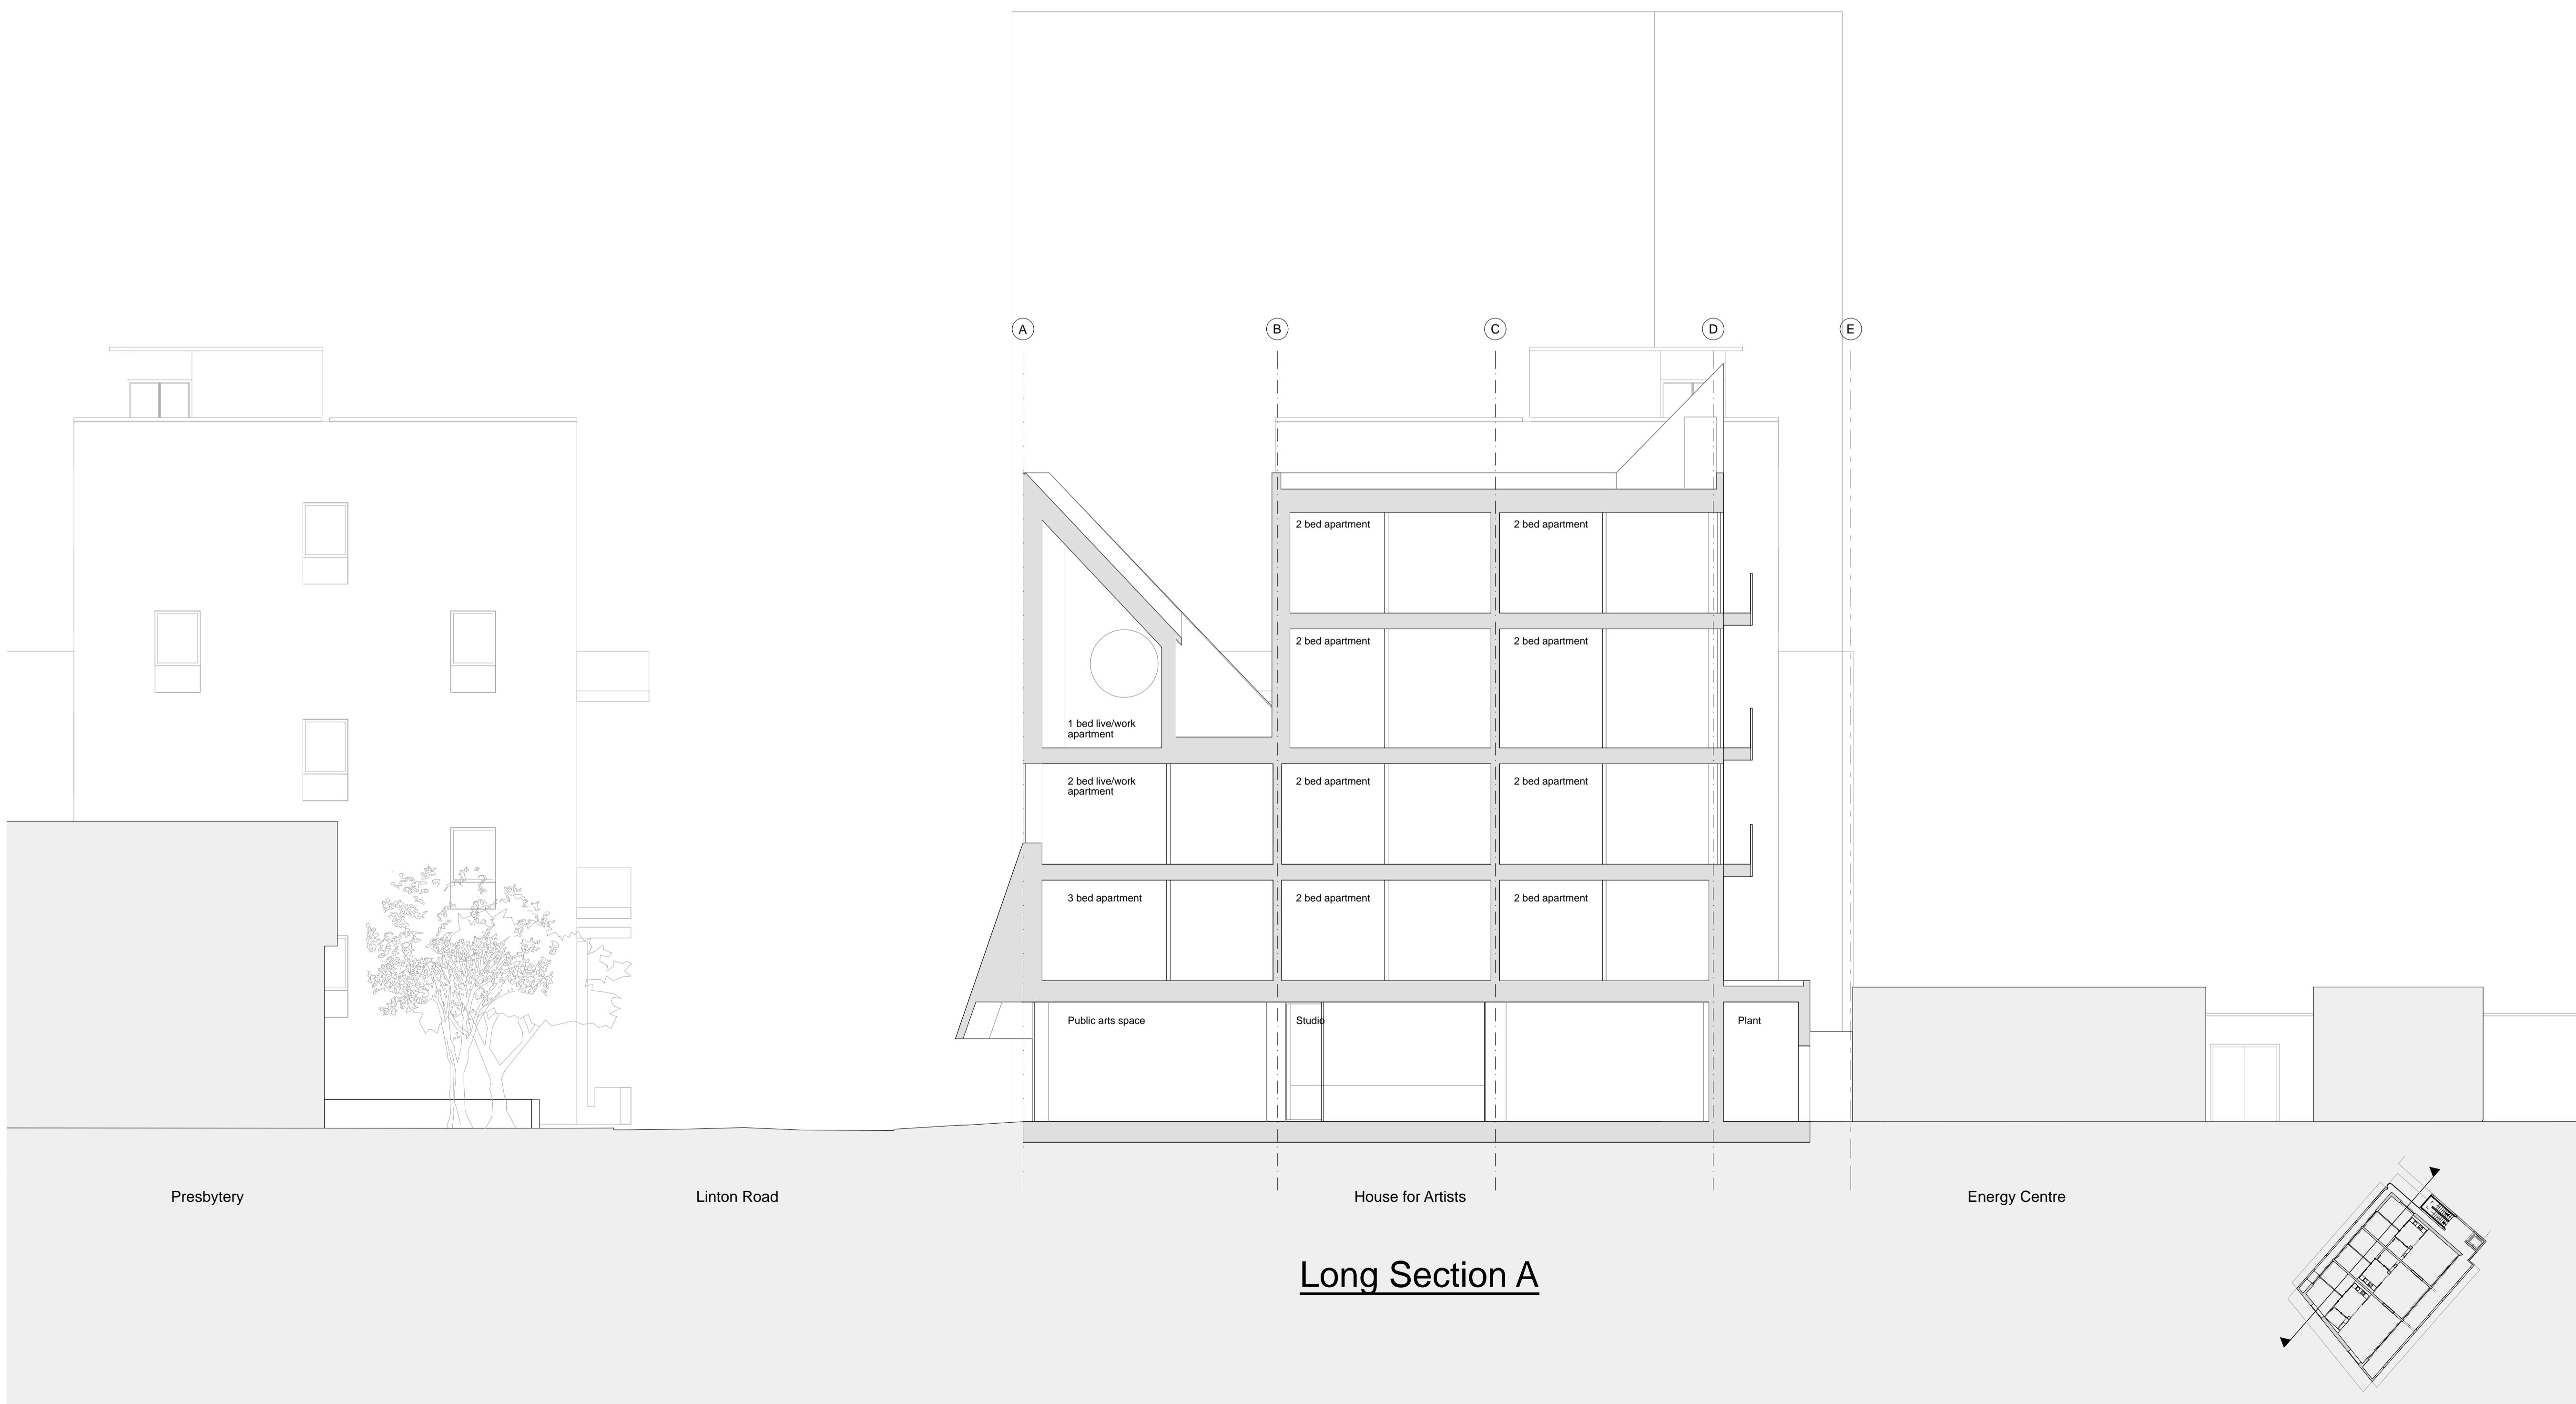 A
B
C
D
E
2 bed apartment
2 bed apartment
2 bed apartment
2 bed apartment
1 bed live/work
apartment
2 bed live/work
apartment
2 bed apartment
2 bed apartment
3 bed apartment
2 bed apartment
2 bed apartment
Public arts space
Studio
Plant
Presbytery
Linton Road
House for Artists
Energy Centre
Long Section A